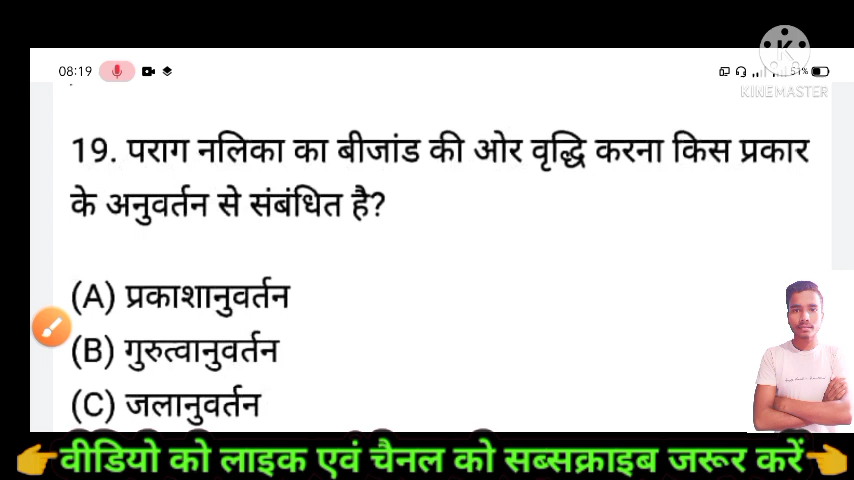 08:19
51%
KINEMASTER
19. पराग नलिका का बीजांड की ओर वृद्धि करना किस प्रकार
के अनुवर्तन से संबंधित है?
(A) प्रकाशानुवर्तन
(B) गुरुत्वानुवर्तन
(C) जलानुवर्तन
👉वीडियो को लाइक एवं चैनल को सब्सक्राइब जरूर करें👈